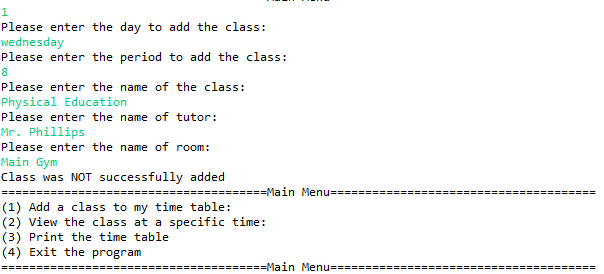 Main Menu
1
Please enter the day to add the class:
wednesday
Please enter the period to add the class:
8
Please enter the name of the class:
Physical Education
Please enter the name of tutor:
Mr. Phillips
Please enter the name of room:
Main Gym
Class was NOT successfully added
======================================Main Menu======================================
(1) Add a class to my time table:
(2) View the class at a specific time:
(3) Print the time table
(4) Exit the program
======================================Main Menu======================================